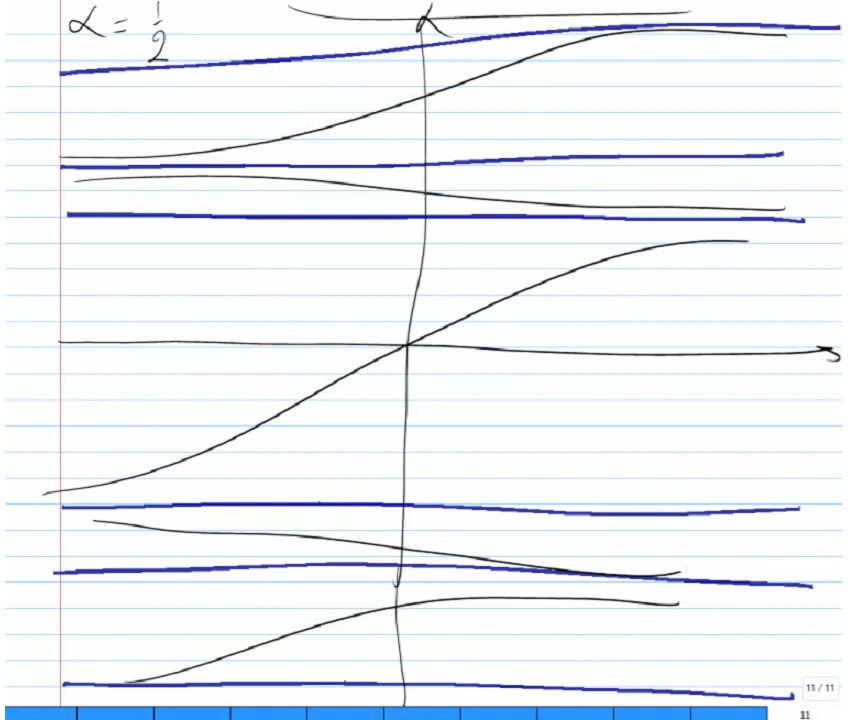 α = 1/2
11 / 11
11